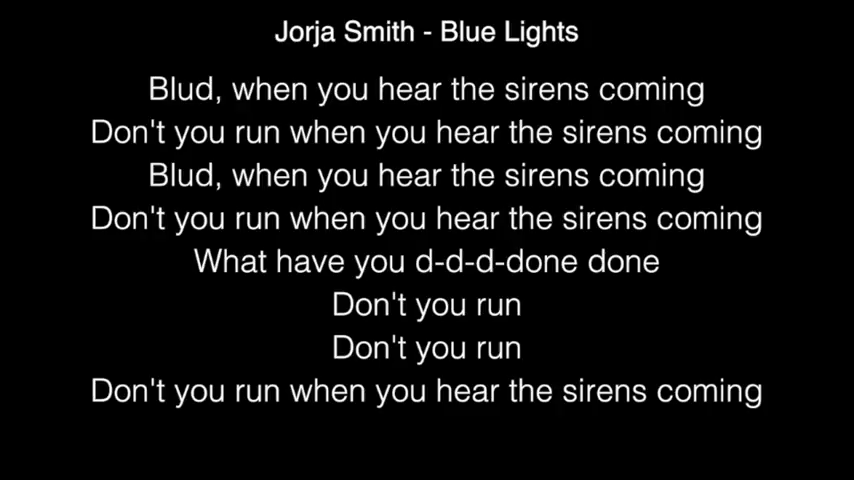 Jorja Smith - Blue Lights
Blud, when you hear the sirens coming
Don't you run when you hear the sirens coming
Blud, when you hear the sirens coming
Don't you run when you hear the sirens coming
What have you d-d-d-done done
Don't you run
Don't you run
Don't you run when you hear the sirens coming